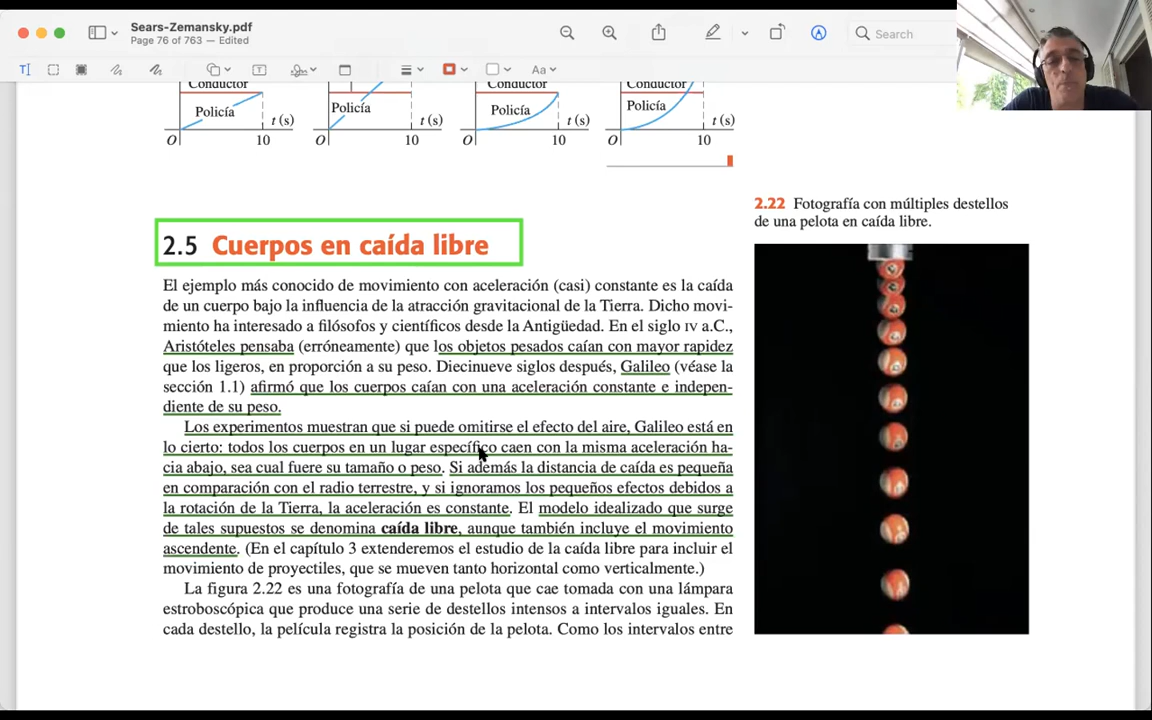 Sears-Zemansky.pdf
Page 76 of 763 — Edited
Search
Aa
Conductor
Policía
t (s)
O
10
Policía
t (s)
O
10
Conductor
Policía
t (s)
O
10
Conductor
Policía
t (s)
O
10
2.22 Fotografía con múltiples destellos
de una pelota en caída libre.
2.5 Cuerpos en caída libre
El ejemplo más conocido de movimiento con aceleración (casi) constante es la caída
de un cuerpo bajo la influencia de la atracción gravitacional de la Tierra. Dicho movi-
miento ha interesado a filósofos y científicos desde la Antigüedad. En el siglo IV a.C.,
Aristóteles pensaba (erróneamente) que los objetos pesados caían con mayor rapidez
que los ligeros, en proporción a su peso. Diecinueve siglos después, Galileo (véase la
sección 1.1) afirmó que los cuerpos caían con una aceleración constante e indepen-
diente de su peso.
Los experimentos muestran que si puede omitirse el efecto del aire, Galileo está en
lo cierto: todos los cuerpos en un lugar específico caen con la misma aceleración ha-
cia abajo, sea cual fuere su tamaño o peso. Si además la distancia de caída es pequeña
en comparación con el radio terrestre, y si ignoramos los pequeños efectos debidos a
la rotación de la Tierra, la aceleración es constante. El modelo idealizado que surge
de tales supuestos se denomina caída libre, aunque también incluye el movimiento
ascendente. (En el capítulo 3 extenderemos el estudio de la caída libre para incluir el
movimiento de proyectiles, que se mueven tanto horizontal como verticalmente.)
La figura 2.22 es una fotografía de una pelota que cae tomada con una lámpara
estroboscópica que produce una serie de destellos intensos a intervalos iguales. En
cada destello, la película registra la posición de la pelota. Como los intervalos entre